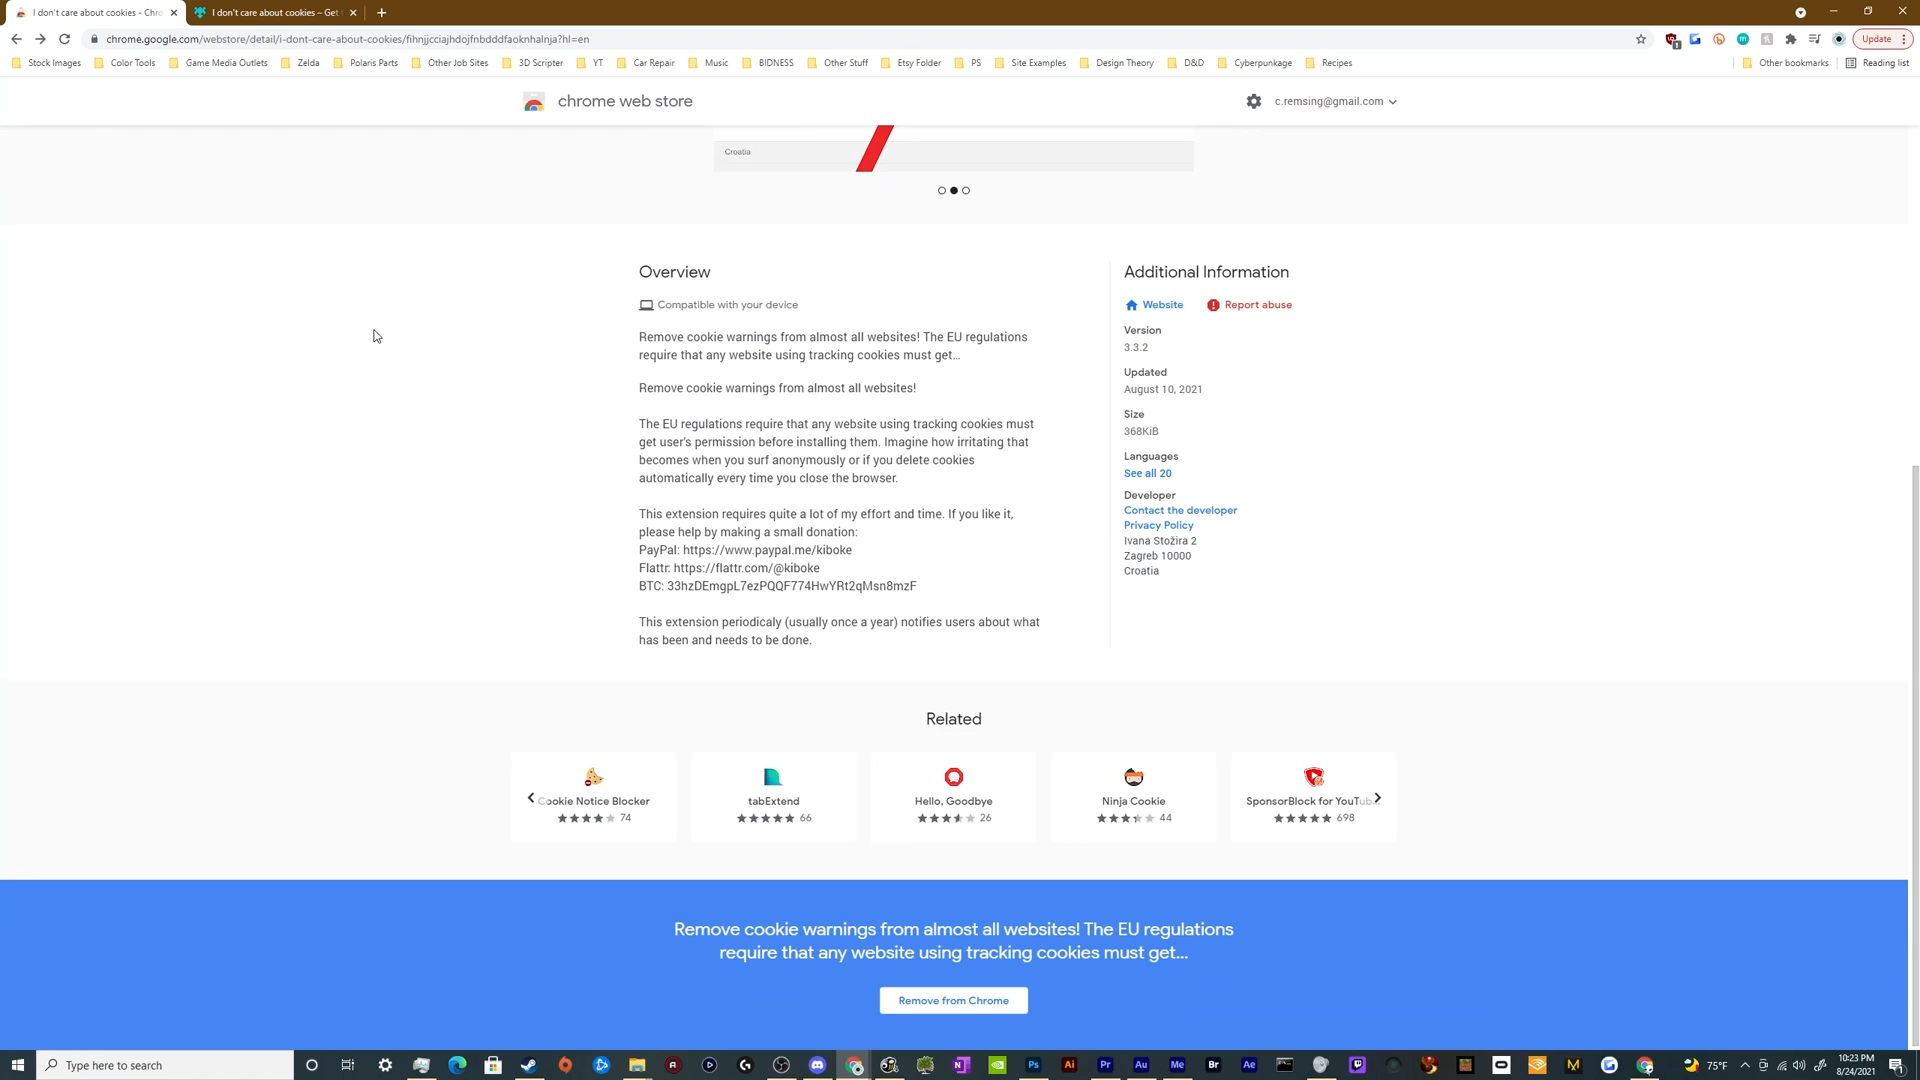 I don't care about cookies - Chro
I don't care about cookies – Get
chrome.google.com/webstore/detail/i-dont-care-about-cookies/fihnjjcciajhdojfnbdddfaoknhalnja?hl=en
Update
Stock Images
Color Tools
Game Media Outlets
Zelda
Polaris Parts
Other Job Sites
3D Scripter
YT
Car Repair
Music
BIDNESS
Other Stuff
Etsy Folder
PS
Site Examples
Design Theory
D&D
Cyberpunkage
Recipes
Other bookmarks
Reading list
chrome web store
c.remsing@gmail.com
Croatia
Overview
Compatible with your device
Remove cookie warnings from almost all websites! The EU regulations
require that any website using tracking cookies must get...
Remove cookie warnings from almost all websites!
The EU regulations require that any website using tracking cookies must
get user's permission before installing them. Imagine how irritating that
becomes when you surf anonymously or if you delete cookies
automatically every time you close the browser.
This extension requires quite a lot of my effort and time. If you like it,
please help by making a small donation:
PayPal: https://www.paypal.me/kiboke
Flattr: https://flattr.com/@kiboke
BTC: 33hzDEmgpL7ezPQQF774HwYRt2qMsn8mzF
This extension periodicaly (usually once a year) notifies users about what
has been and needs to be done.
Additional Information
Website
Report abuse
Version
3.3.2
Updated
August 10, 2021
Size
368KiB
Languages
See all 20
Developer
Contact the developer
Privacy Policy
Ivana Stožira 2
Zagreb 10000
Croatia
Related
Cookie Notice Blocker
74
tabExtend
66
Hello, Goodbye
26
Ninja Cookie
44
SponsorBlock for YouTub...
698
Remove cookie warnings from almost all websites! The EU regulations
require that any website using tracking cookies must get...
Remove from Chrome
Type here to search
Ps
Ai
Pr
Au
Me
Br
Ae
75°F
10:23 PM
8/24/2021